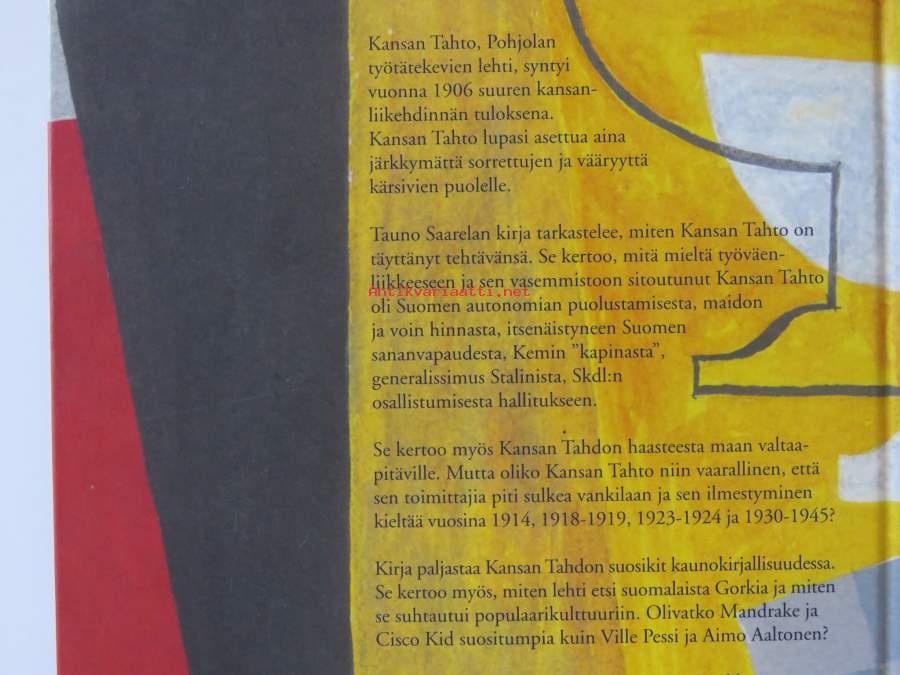 Kansan Tahto, Pohjolan
työtätekevien lehti, syntyi
vuonna 1906 suuren kansan-
liikehdinnän tuloksena.
Kansan Tahto lupasi asettua aina
järkkymättä sorrettujen ja vääryyttä
kärsivien puolelle.
Tauno Saarelan kirja tarkastelee, miten Kansan Tahto on
täyttänyt tehtävänsä. Se kertoo, mitä mieltä työväen-
liikkeeseen ja sen vasemmistoon sitoutunut Kansan Tahto
Antikvariaatti.net
oli Suomen autonomian puolustamisesta, maidon
ja voin hinnasta, itsenäistyneen Suomen
sananvapaudesta, Kemin "kapinasta",
generalissimus Stalinista, Skdl:n
osallistumisesta hallitukseen.
Se kertoo myös Kansan Tahdon haasteesta maan valtaa-
pitäville. Mutta oliko Kansan Tahto niin vaarallinen, että
sen toimittajia piti sulkea vankilaan ja sen ilmestyminen
kieltää vuosina 1914, 1918-1919, 1923-1924 ja 1930-1945?
Kirja paljastaa Kansan Tahdon suosikit kaunokirjallisuudessa.
Se kertoo myös, miten lehti etsi suomalaista Gorkia ja miten
se suhtautui populaarikulttuuriin. Olivatko Mandrake ja
Cisco Kid suositumpia kuin Ville Pessi ja Aimo Aaltonen?